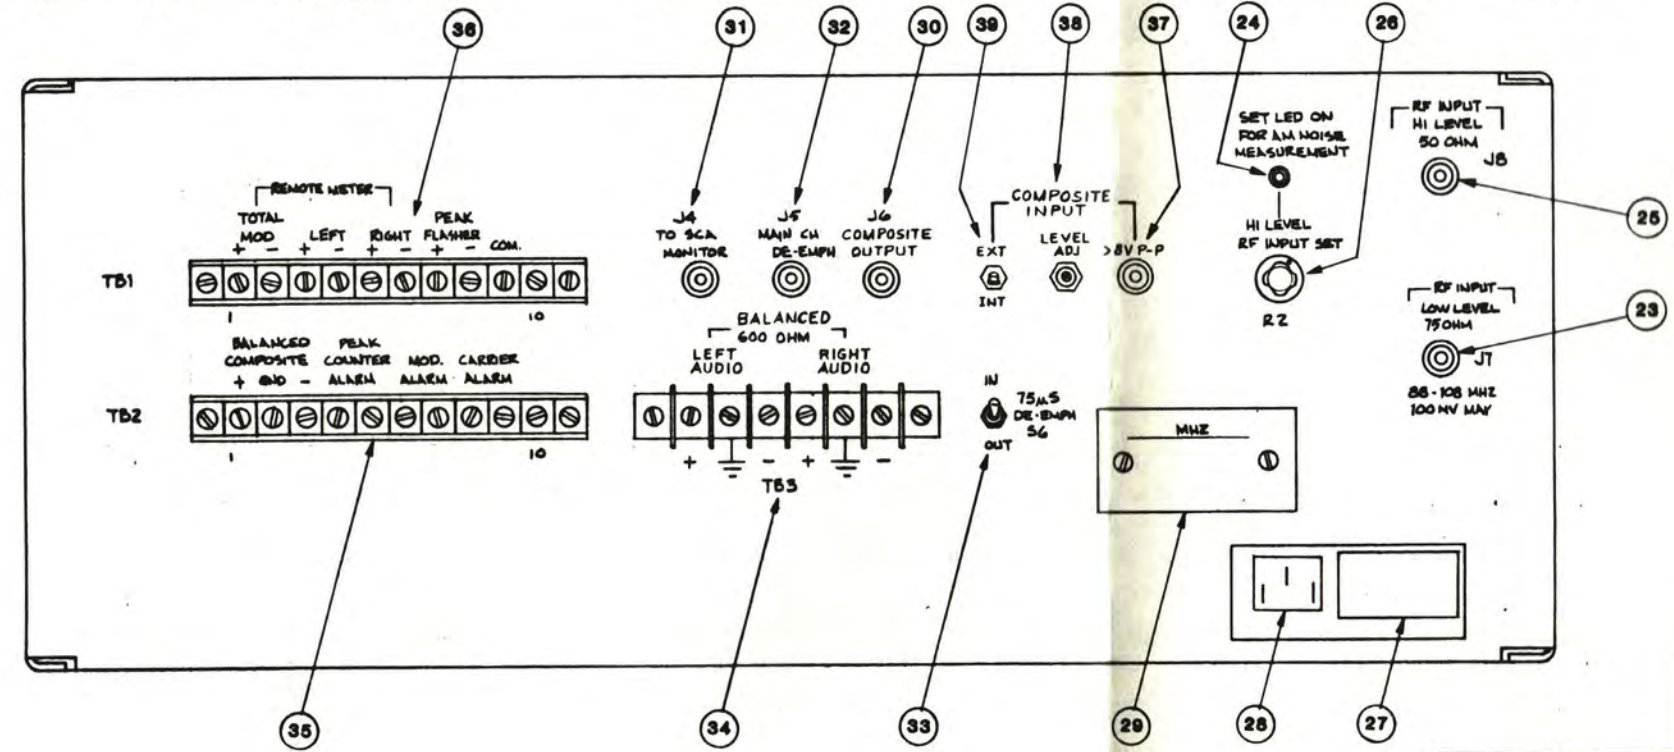 36
31
32
30
39
38
37
24
26
SET LED ON
FOR AM NOISE
MEASUREMENT
RF INPUT
HI LEVEL
50 OHM
J8
25
REMOTE METER
TOTAL
MOD
LEFT
RIGHT
PEAK
FLASHER
COM.
+ - + - + - + -
TB1
1
10
J4
TO SCA
MONITOR
J5
MAIN CH
DE-EMPH
J6
COMPOSITE
OUTPUT
COMPOSITE
INPUT
EXT
INT
LEVEL
ADJ
>8V P-P
HI LEVEL
RF INPUT SET
R2
RF INPUT
LOW LEVEL
75 OHM
J7
88-108 MHZ
100 MV MAY
23
BALANCED
COMPOSITE
+ GND -
PEAK
COUNTER
ALARM
MOD.
ALARM
CARRIER
ALARM
TB2
1
10
BALANCED
600 OHM
LEFT
AUDIO
RIGHT
AUDIO
+ - + -
TB3
IN
75µS
DE-EMPH
S6
OUT
MHZ
35
34
33
29
28
27